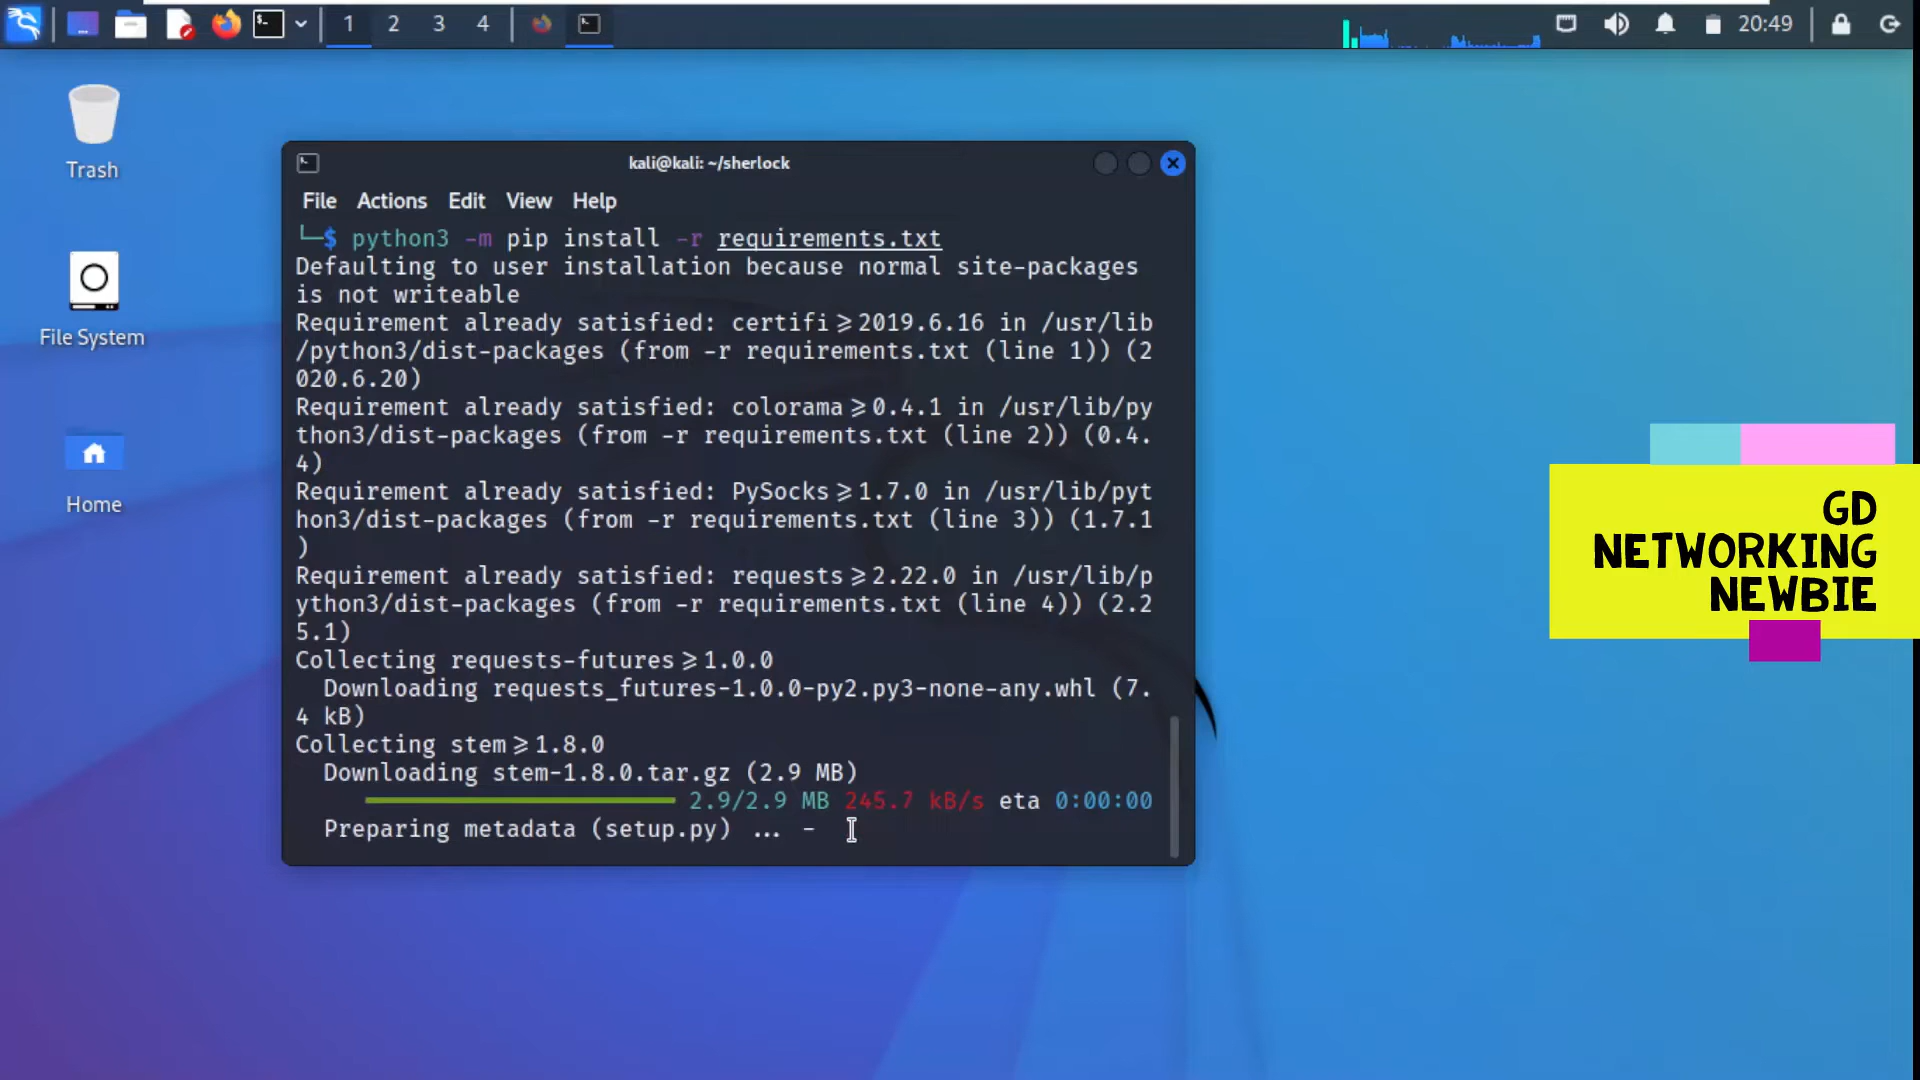 1 2 3 4 20:49
Trash
File System
Home
kali@kali: ~/sherlock
File Actions Edit View Help
└─$ python3 -m pip install -r requirements.txt
Defaulting to user installation because normal site-packages
is not writeable
Requirement already satisfied: certifi≥2019.6.16 in /usr/lib
/python3/dist-packages (from -r requirements.txt (line 1)) (2
020.6.20)
Requirement already satisfied: colorama≥0.4.1 in /usr/lib/py
thon3/dist-packages (from -r requirements.txt (line 2)) (0.4.
4)
Requirement already satisfied: PySocks≥1.7.0 in /usr/lib/pyt
hon3/dist-packages (from -r requirements.txt (line 3)) (1.7.1
)
Requirement already satisfied: requests≥2.22.0 in /usr/lib/p
ython3/dist-packages (from -r requirements.txt (line 4)) (2.2
5.1)
Collecting requests-futures≥1.0.0
Downloading requests_futures-1.0.0-py2.py3-none-any.whl (7.
4 kB)
Collecting stem≥1.8.0
Downloading stem-1.8.0.tar.gz (2.9 MB)
2.9/2.9 MB 245.7 kB/s eta 0:00:00
Preparing metadata (setup.py) ... -
GD
NETWORKING
NEWBIE